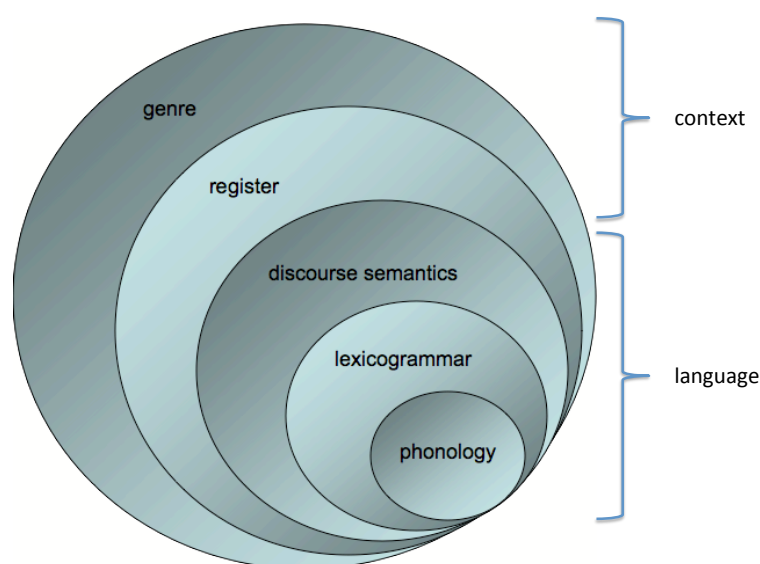 genre
context
register
discourse semantics
lexicogrammar
language
phonology